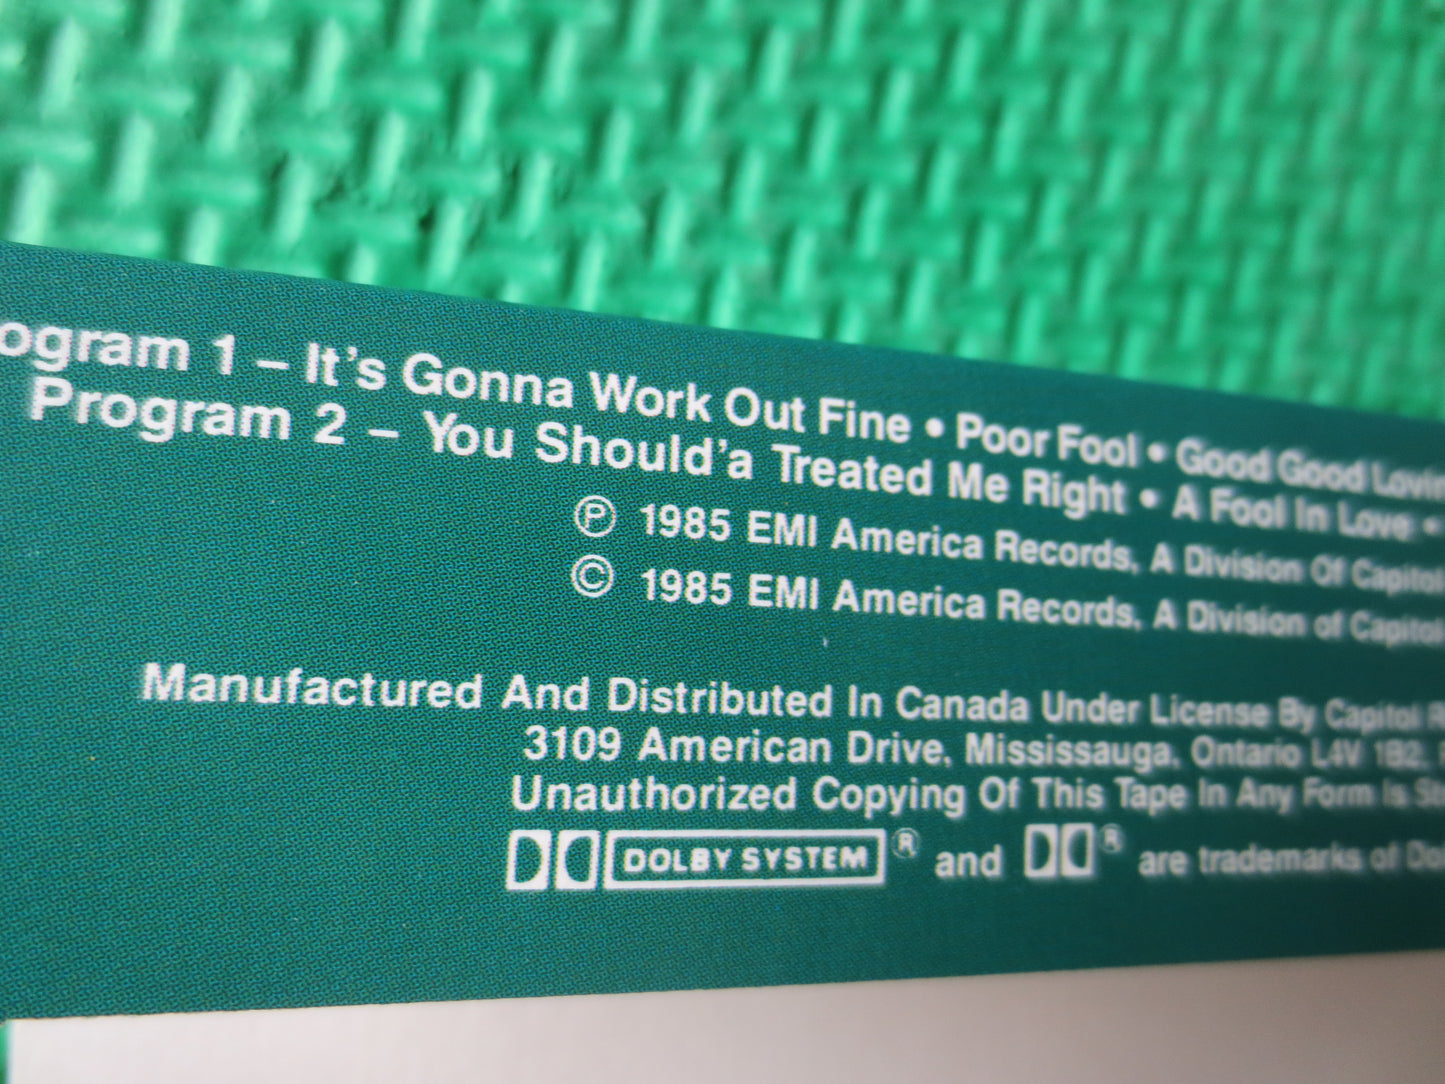 ogram 1 – It's Gonna Work Out Fine • Poor Fool • Good Good Lovin
Program 2 – You Should'a Treated Me Right • A Fool In Love •
Ⓟ 1985 EMI America Records, A Division Of Capitol
© 1985 EMI America Records, A Division of Capitol
Manufactured And Distributed In Canada Under License By Capitol R
3109 American Drive, Mississauga, Ontario L4V 1B2.
Unauthorized Copying Of This Tape In Any Form Is St
DOLBY SYSTEM ® and ® are trademarks of Do